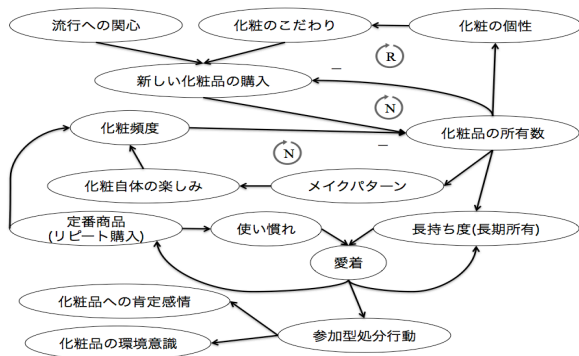 流行への関心
化粧のこだわり
化粧の個性
R
新しい化粧品の購入
−
N
化粧頻度
化粧品の所有数
N
−
化粧自体の楽しみ
メイクパターン
定番商品
(リピート購入)
使い慣れ
長持ち度(長期所有)
愛着
化粧品への肯定感情
参加型処分行動
化粧品の環境意識